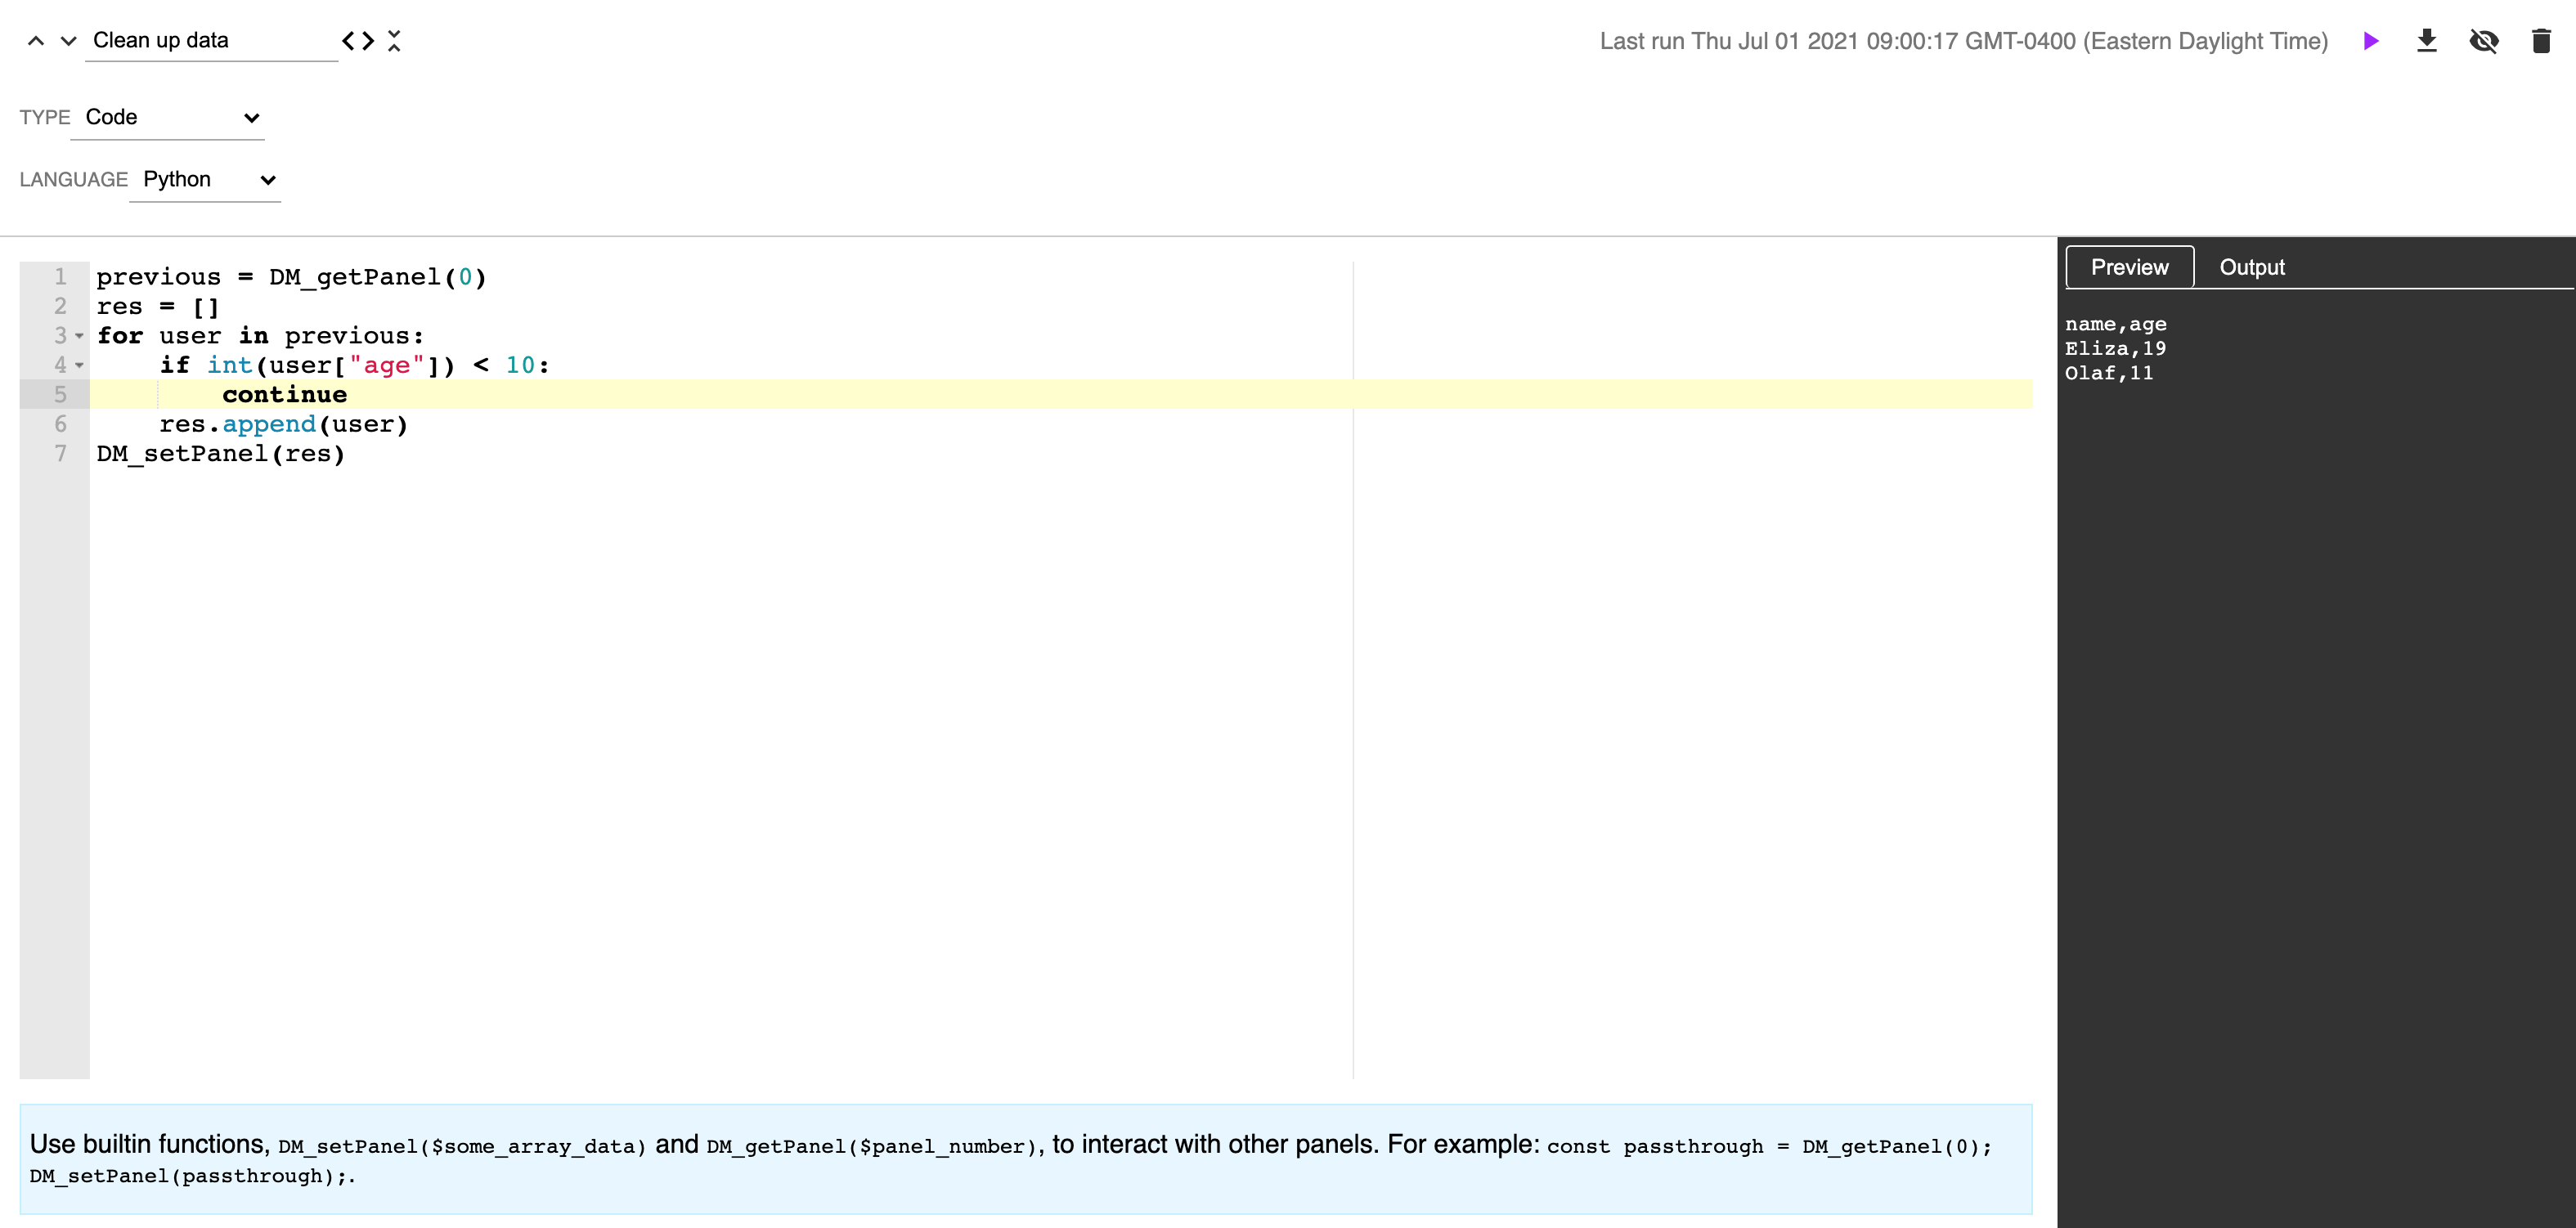 Clean up data
Last run Thu Jul 01 2021 09:00:17 GMT-0400 (Eastern Daylight Time)
TYPE Code
LANGUAGE Python
1 previous = DM_getPanel(0)
2 res = []
3 for user in previous:
4     if int(user["age"]) < 10:
5         continue
6     res.append(user)
7 DM_setPanel(res)
Preview Output
name,age
Eliza,19
Olaf,11
Use builtin functions, DM_setPanel($some_array_data) and DM_getPanel($panel_number), to interact with other panels. For example: const passthrough = DM_getPanel(0);
DM_setPanel(passthrough);.